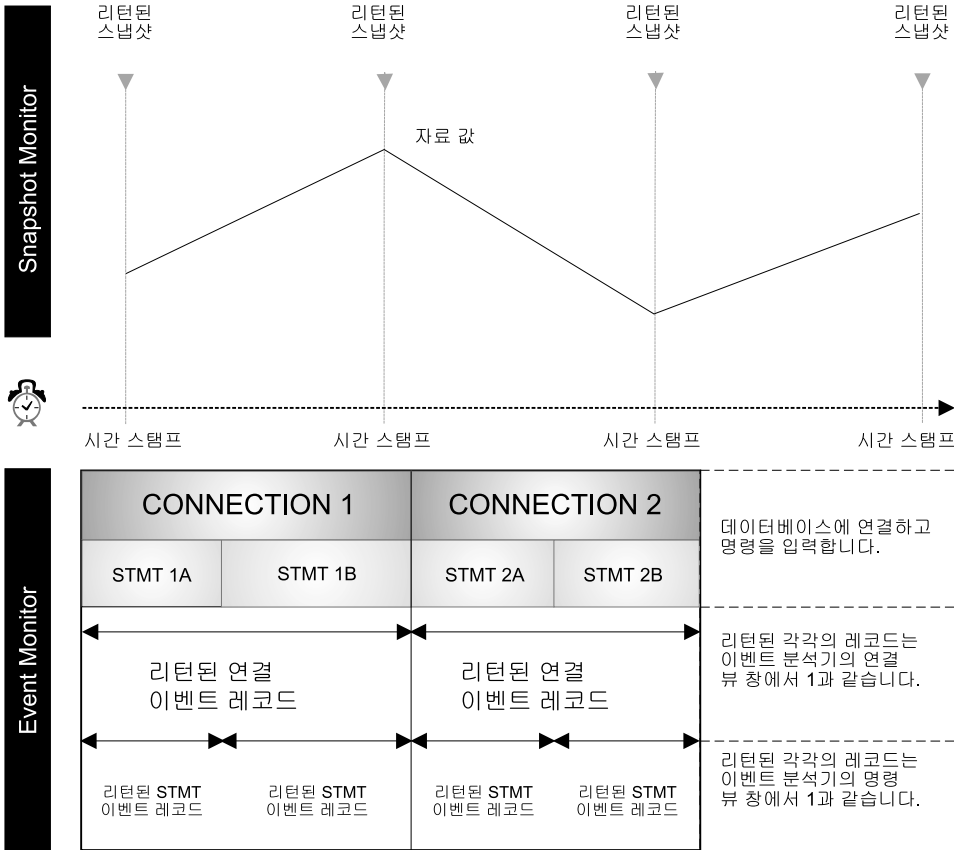 리턴된
스냅샷
리턴된
스냅샷
리턴된
스냅샷
리턴된
스냅샷
Snapshot Monitor
자료 값
시간 스탬프
시간 스탬프
시간 스탬프
시간 스탬프
Event Monitor
CONNECTION 1
CONNECTION 2
데이터베이스에 연결하고
명령을 입력합니다.
STMT 1A
STMT 1B
STMT 2A
STMT 2B
리턴된 연결
이벤트 레코드
리턴된 연결
이벤트 레코드
리턴된 각각의 레코드는
이벤트 분석기의 연결
뷰 창에서 1과 같습니다.
리턴된 STMT
이벤트 레코드
리턴된 STMT
이벤트 레코드
리턴된 STMT
이벤트 레코드
리턴된 STMT
이벤트 레코드
리턴된 각각의 레코드는
이벤트 분석기의 명령
뷰 창에서 1과 같습니다.